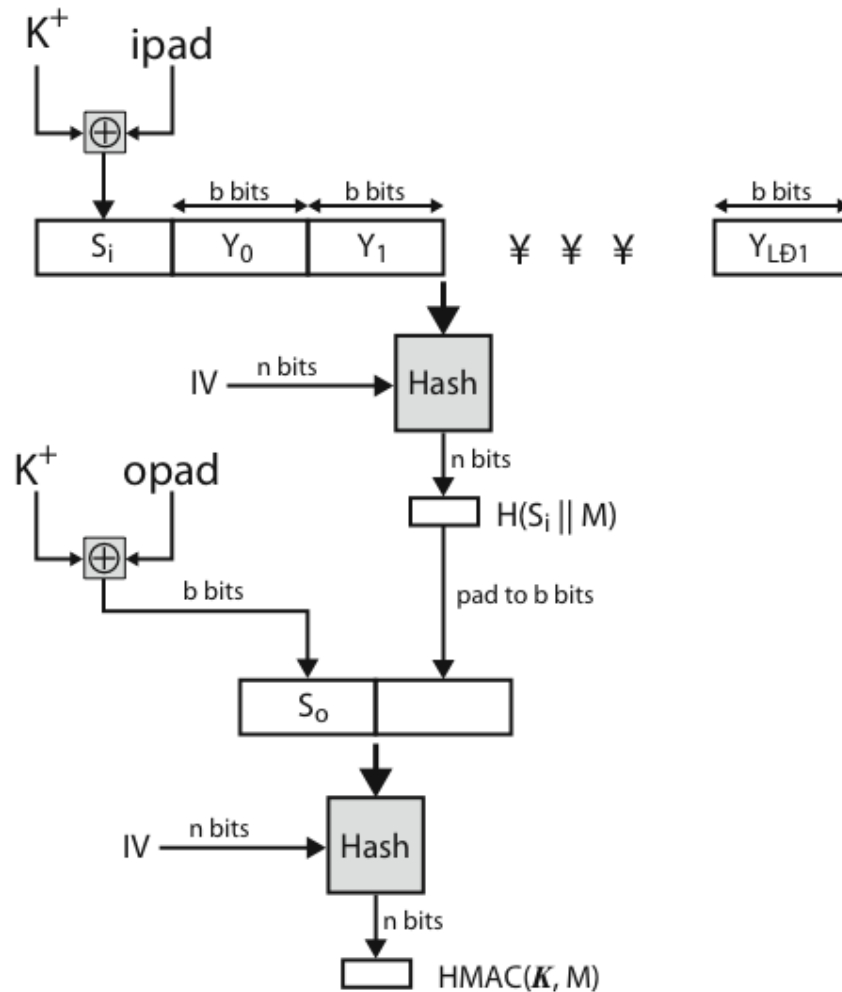 K+ ipad
b bits b bits b bits
Si Y0 Y1 ¥ ¥ ¥ YLÐ1
IV n bits Hash
n bits
H(Si || M)
K+ opad
b bits
pad to b bits
So
IV n bits Hash
n bits
HMAC(K, M)